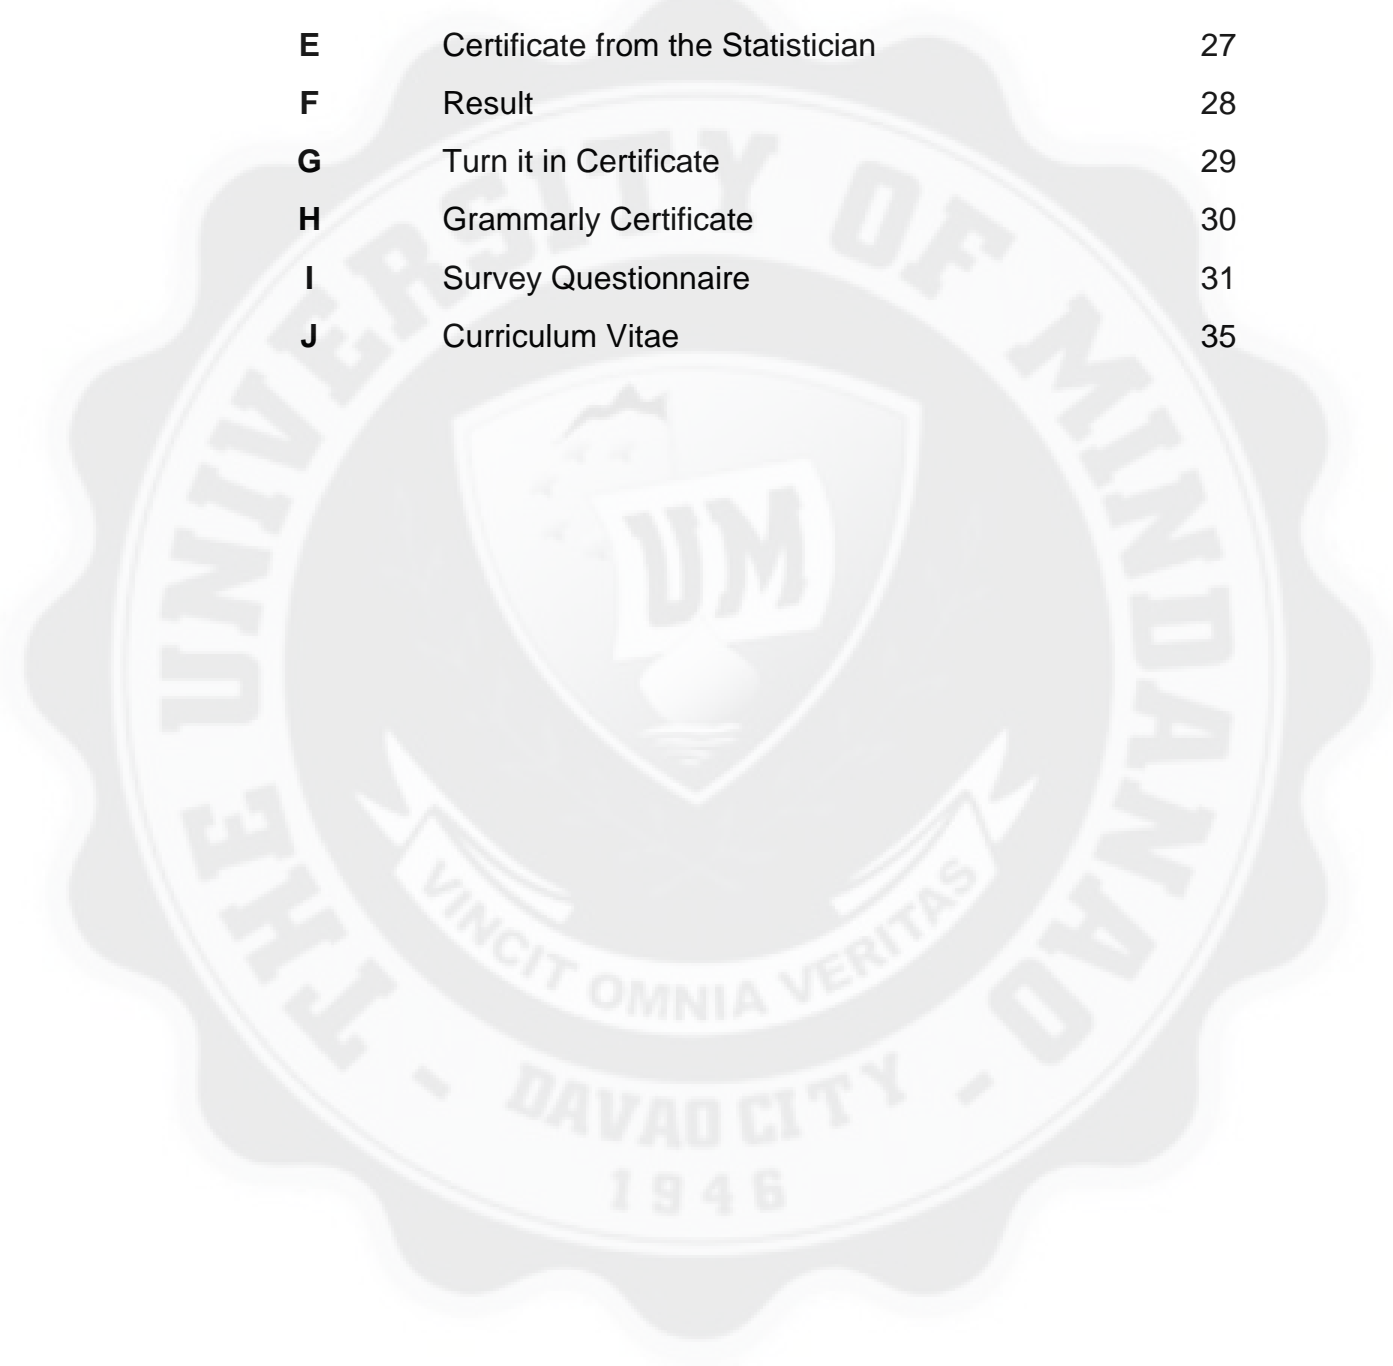 E Certificate from the Statistician 27
F Result 28
G Turn it in Certificate 29
H Grammarly Certificate 30
I Survey Questionnaire 31
J Curriculum Vitae 35
THE UNIVERSITY OF MINDANAO
UM
VINCIT OMNIA VERITAS
- DAVAO CITY -
1946